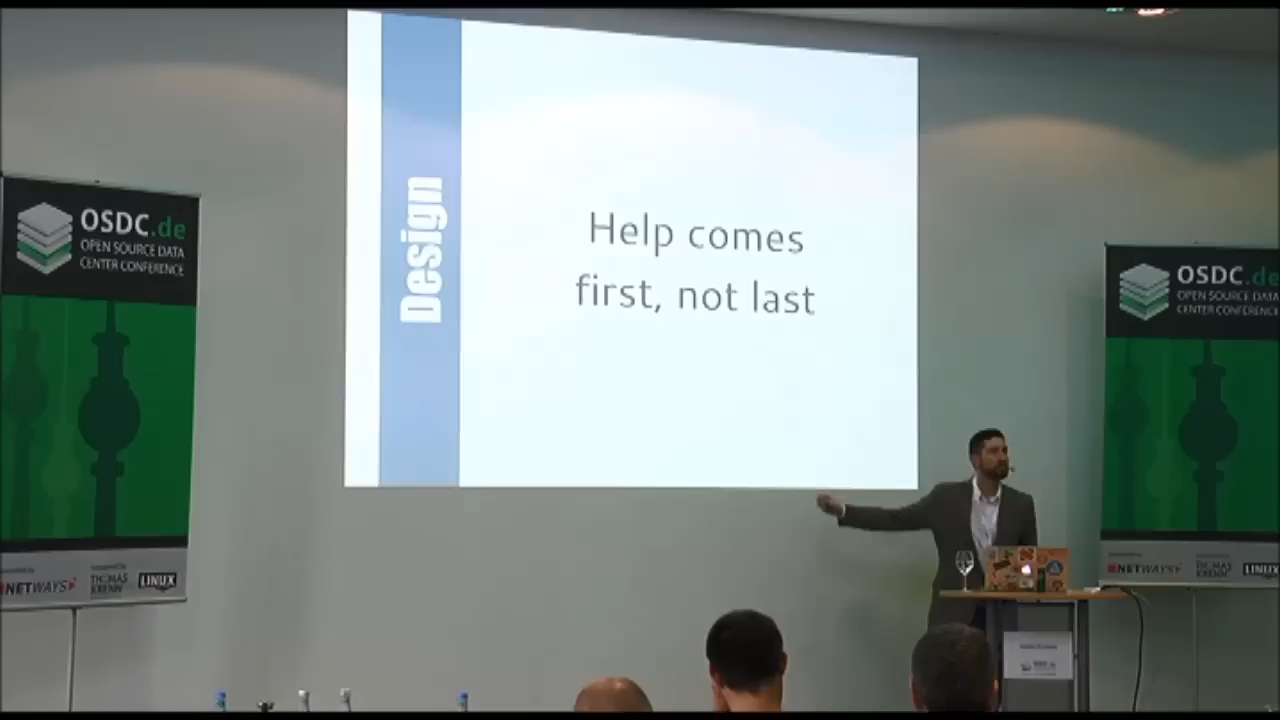 Design
Help comes
first, not last
OSDC.de
OPEN SOURCE DATA
CENTER CONFERENCE
NETWAYS
THOMAS
KRENN
LINUX
OSDC.de
OPEN SOURCE DATA
CENTER CONFERENCE
NETWAYS
THOMAS
KRENN
LINUX